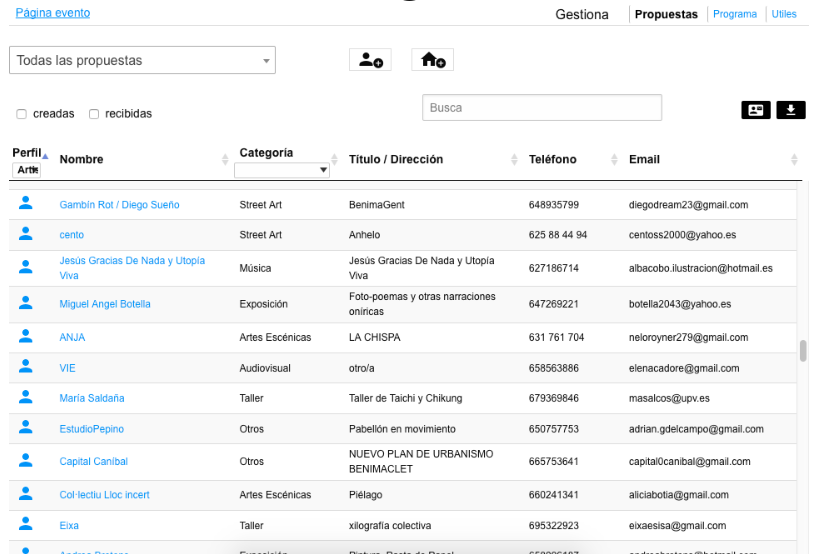 Página evento
Gestiona Propuestas Programa Utiles
Todas las propuestas
creadas recibidas Busca
Perfil Nombre Categoría Título / Dirección Teléfono Email
Gambín Rot / Diego Sueño Street Art BenimaGent 648935799 diegodream23@gmail.com
cento Street Art Anhelo 625 88 44 94 centoss2000@yahoo.es
Jesús Gracias De Nada y Utopía Viva Música Jesús Gracias De Nada y Utopía Viva 627186714 albacobo.ilustracion@hotmail.es
Miguel Angel Botella Exposición Foto-poemas y otras narraciones oníricas 647269221 botella2043@yahoo.es
ANJA Artes Escénicas LA CHISPA 631 761 704 neloroyner279@gmail.com
VIE Audiovisual otro/a 658563886 elenacadore@gmail.com
María Saldaña Taller Taller de Taichi y Chikung 679369846 masalcos@upv.es
EstudioPepino Otros Pabellón en movimiento 650757753 adrian.gdelcampo@gmail.com
Capital Caníbal Otros NUEVO PLAN DE URBANISMO BENIMACLET 665753641 capital0canibal@gmail.com
Col·lectiu Lloc incert Artes Escénicas Piélago 660241341 aliciabotia@gmail.com
Eixa Taller xilografía colectiva 695322923 eixaesisa@gmail.com